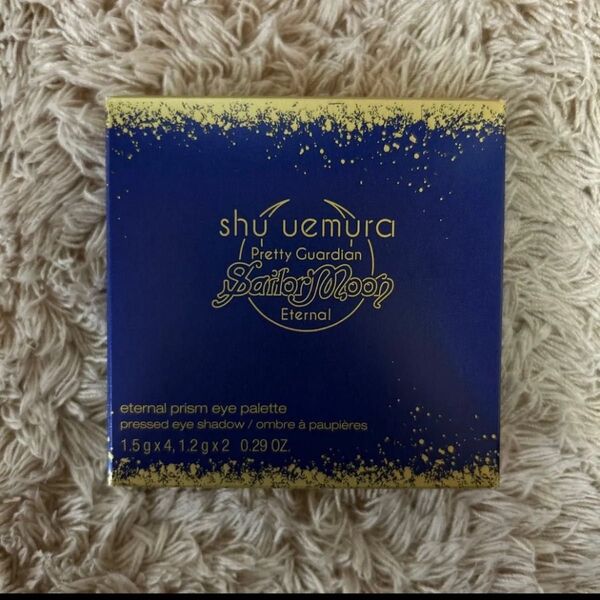 shu uemura
Pretty Guardian
Sailor Moon
Eternal
eternal prism eye palette
pressed eye shadow / ombre à paupières
1.5 g x 4, 1.2 g x 2 0.29 OZ.